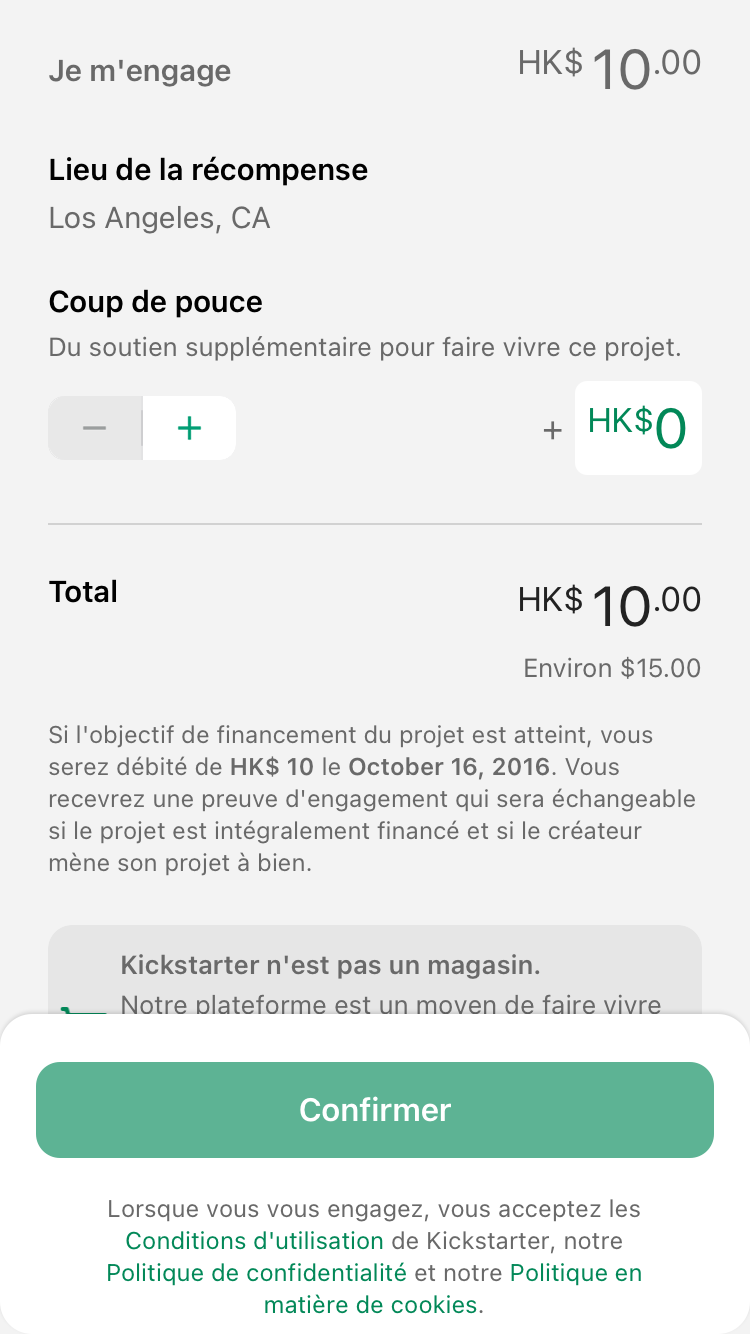 Je m'engage HK$ 10.00
Lieu de la récompense
Los Angeles, CA
Coup de pouce
Du soutien supplémentaire pour faire vivre ce projet.
− + + HK$0
Total HK$ 10.00
Environ $15.00
Si l'objectif de financement du projet est atteint, vous
serez débité de HK$ 10 le October 16, 2016. Vous
recevrez une preuve d'engagement qui sera échangeable
si le projet est intégralement financé et si le créateur
mène son projet à bien.
Kickstarter n'est pas un magasin.
Notre plateforme est un moyen de faire vivre
Confirmer
Lorsque vous vous engagez, vous acceptez les
Conditions d'utilisation de Kickstarter, notre
Politique de confidentialité et notre Politique en
matière de cookies.